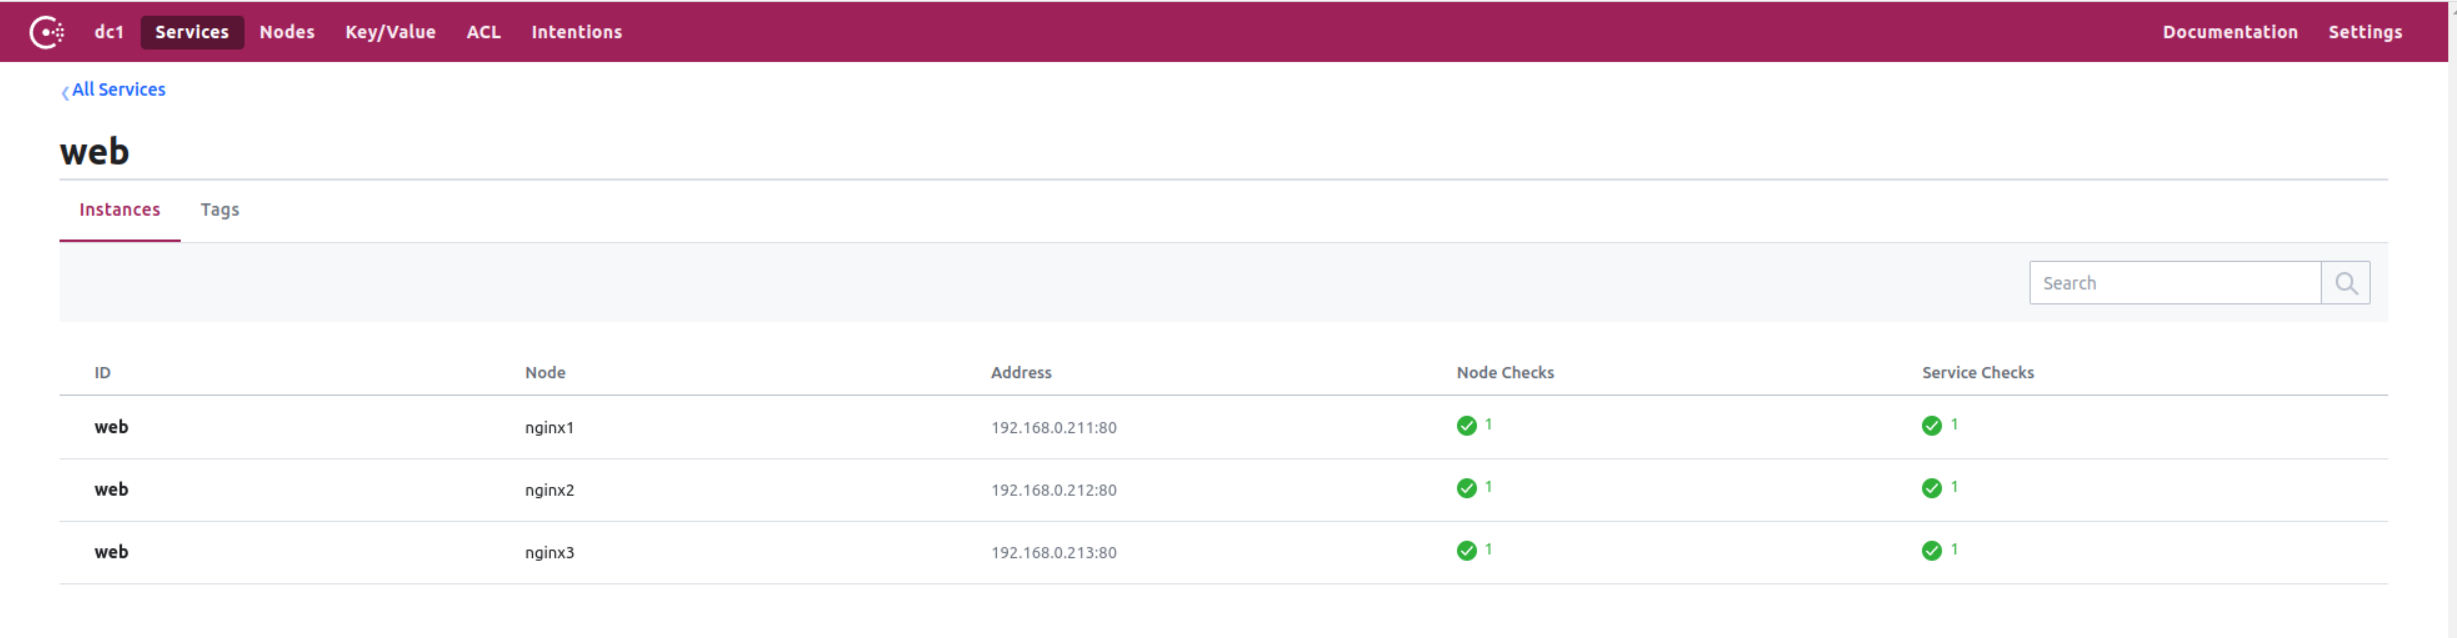 dc1 Services Nodes Key/Value ACL Intentions Documentation Settings
All Services
web
Instances Tags
Search
ID Node Address Node Checks Service Checks
web nginx1 192.168.0.211:80 1 1
web nginx2 192.168.0.212:80 1 1
web nginx3 192.168.0.213:80 1 1